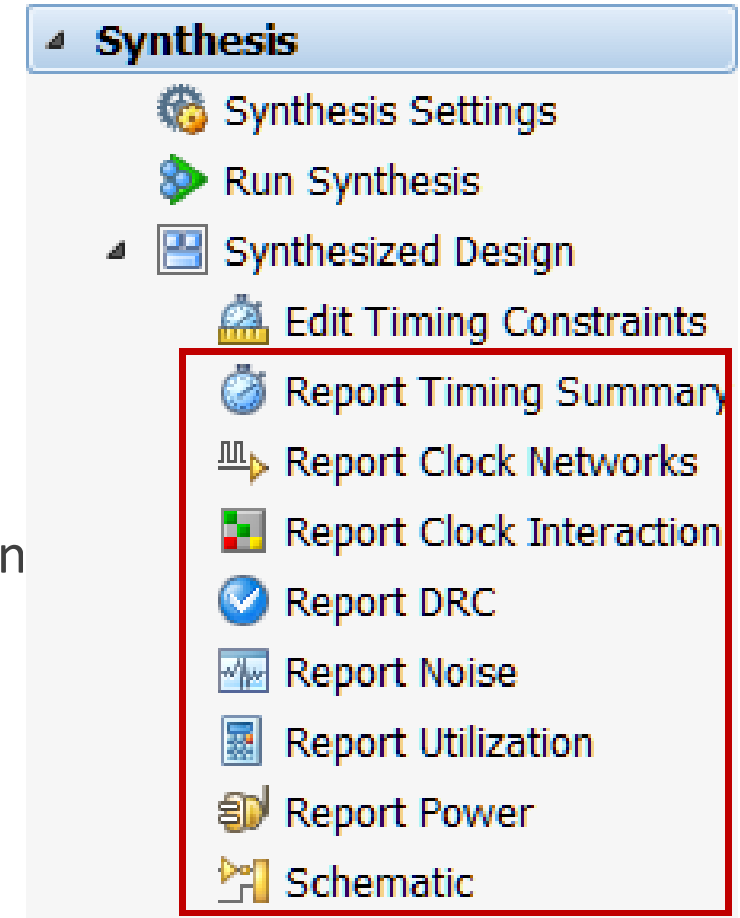 Synthesis
Synthesis Settings
Run Synthesis
Synthesized Design
Edit Timing Constraints
Report Timing Summary
Report Clock Networks
Report Clock Interaction
n
Report DRC
Report Noise
Report Utilization
Report Power
Schematic